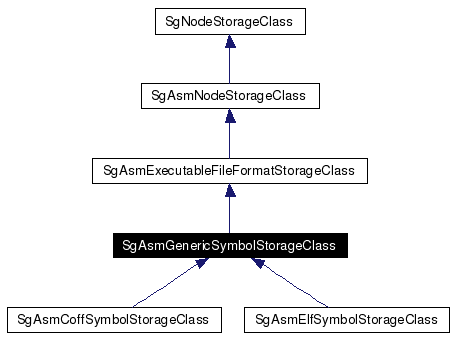 SgNodeStorageClass
SgAsmNodeStorageClass
SgAsmExecutableFileFormatStorageClass
SgAsmGenericSymbolStorageClass
SgAsmCoffSymbolStorageClass
SgAsmElfSymbolStorageClass